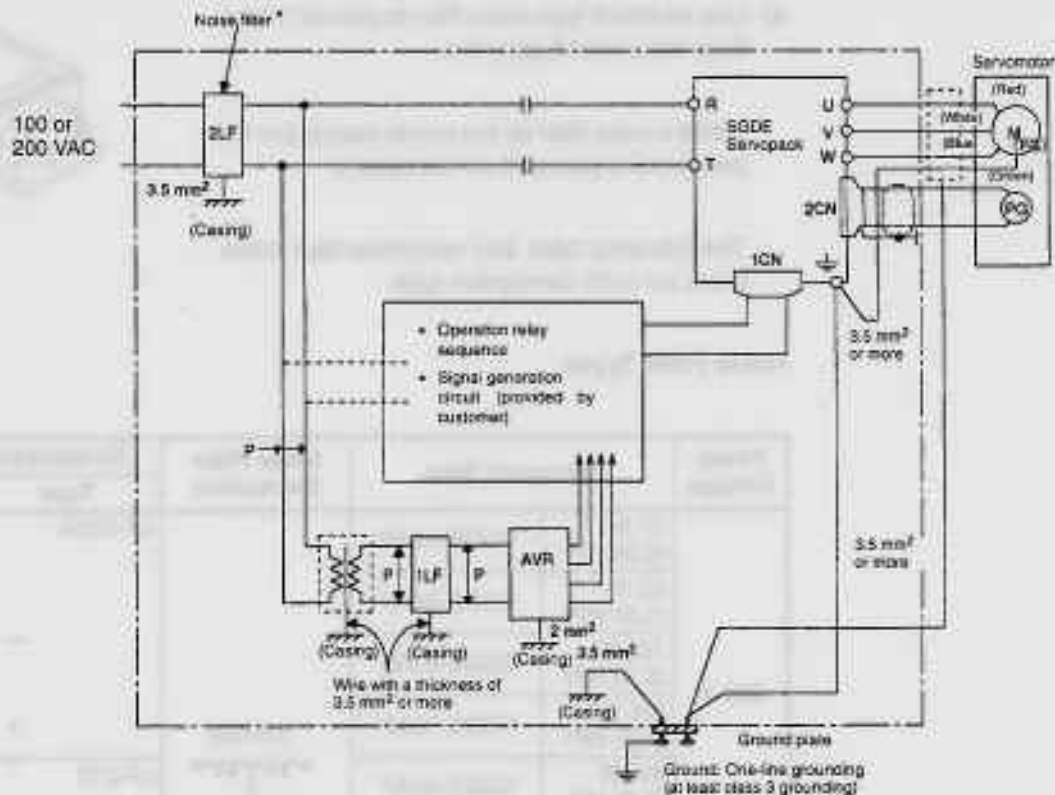 Noise filter *
Servomotor
100 or
200 VAC
2LF
3.5 mm²
(Casing)
R
T
SGDE
Servopack
U
V
W
2CN
1CN
(Red)
(White)
(Blue)
(Green)
M
PG
3.5 mm²
or more
• Operation relay
sequence
• Signal generation
circuit (provided by
customer)
P
P
1LF
P
AVR
3.5 mm²
or more
(Casing)
(Casing)
2 mm²
(Casing)
3.5 mm²
Wire with a thickness of
3.5 mm² or more
(Casing)
Ground plate
Ground: One-line grounding
(at least class 3 grounding)